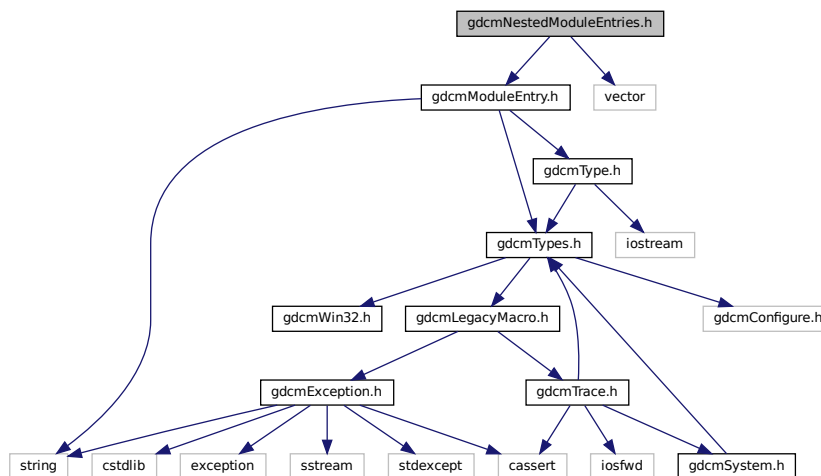 gdcmNestedModuleEntries.h
gdcmModuleEntry.h
vector
gdcmType.h
gdcmTypes.h
iostream
gdcmWin32.h
gdcmLegacyMacro.h
gdcmConfigure.h
gdcmException.h
gdcmTrace.h
string
cstdlib
exception
sstream
stdexcept
cassert
iosfwd
gdcmSystem.h